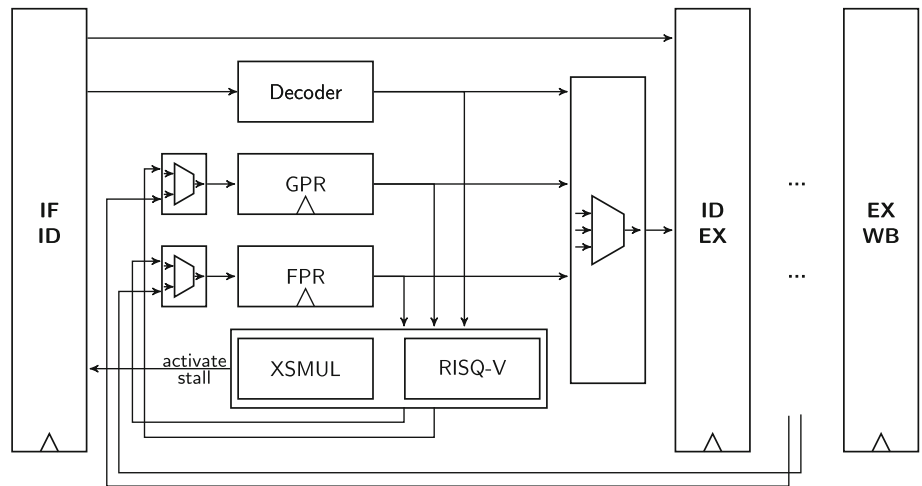 IF
ID
Decoder
GPR
FPR
activate
stall
XSMUL
RISQ-V
ID
EX
...
...
EX
WB